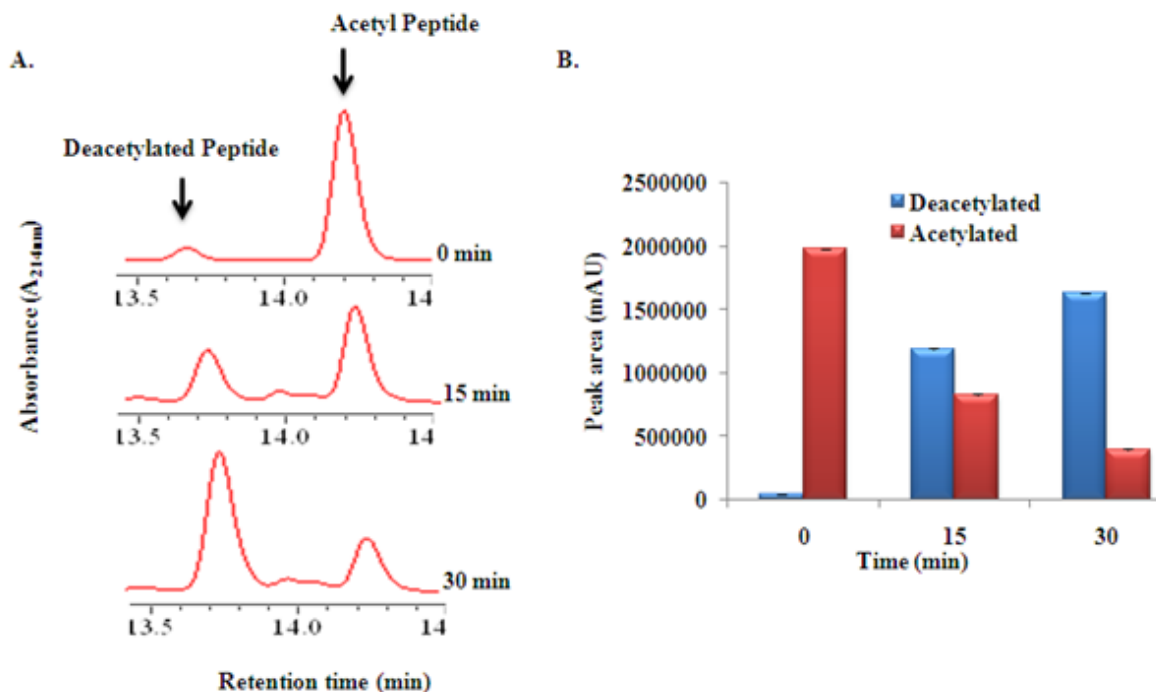 A.
Acetyl Peptide
Deacetylated Peptide
Absorbance (A214nm)
0 min
13.5 14.0 14
15 min
13.5 14.0 14
30 min
13.5 14.0 14
Retention time (min)
B.
Deacetylated
Acetylated
Peak area (mAU)
2500000
2000000
1500000
1000000
500000
0
0 15 30
Time (min)